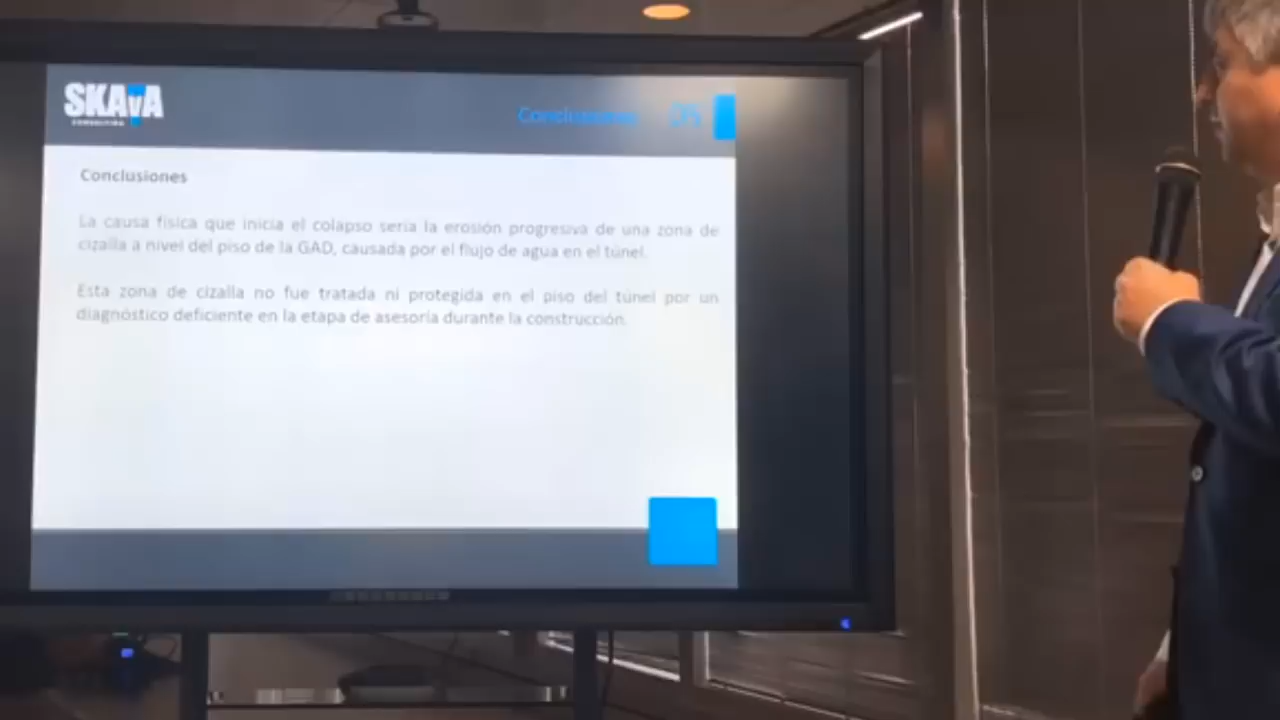 SKAVA
CONSULTING
Conclusiones 05
Conclusiones
La causa física que inicia el colapso sería la erosión progresiva de una zona de
cizalla a nivel del piso de la GAD, causada por el flujo de agua en el túnel.
Esta zona de cizalla no fue tratada ni protegida en el piso del túnel por un
diagnóstico deficiente en la etapa de asesoría durante la construcción.